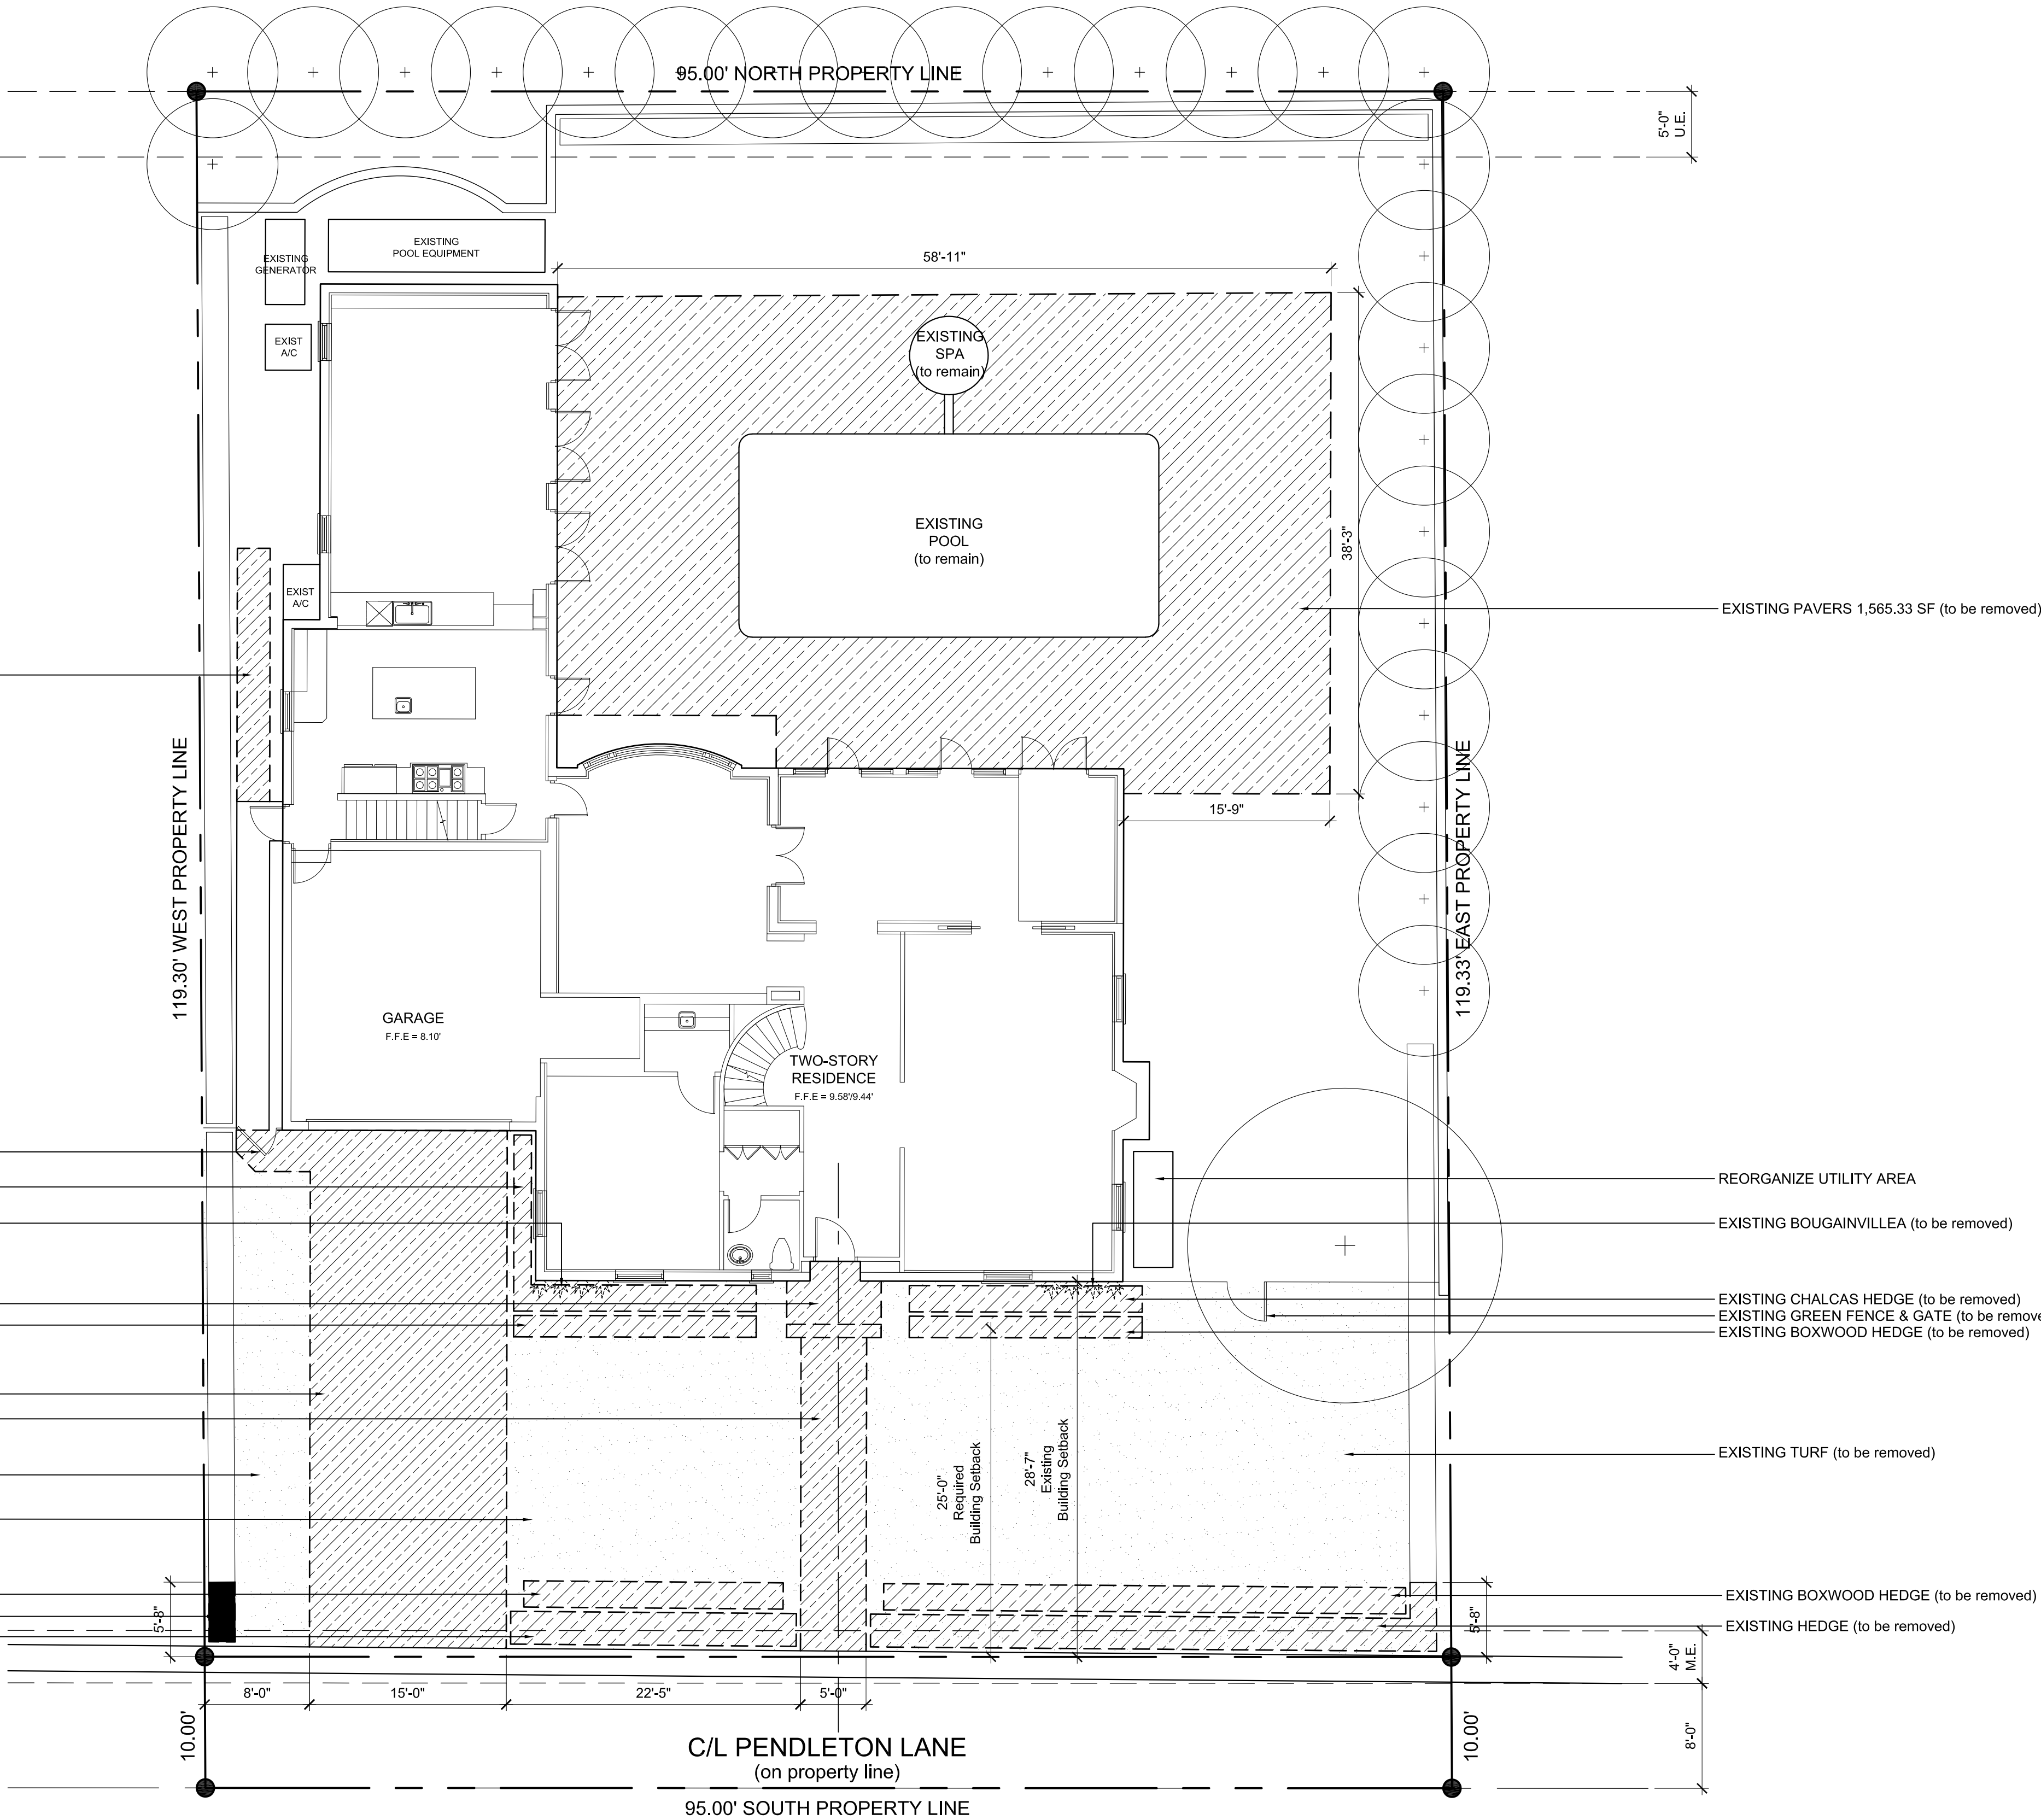 95.00' NORTH PROPERTY LINE
5'-0"
U.E.
EXISTING
POOL EQUIPMENT
EXISTING
GENERATOR
58'-11"
EXIST
A/C
EXISTING
SPA
(to remain)
EXISTING
POOL
(to remain)
38'-3"
EXIST
A/C
EXISTING PAVERS 1,565.33 SF (to be removed)
119.30' WEST PROPERTY LINE
15'-9"
119.33' EAST PROPERTY LINE
GARAGE
F.F.E = 8.10'
TWO-STORY
RESIDENCE
F.F.E = 9.58'/9.44'
REORGANIZE UTILITY AREA
EXISTING BOUGAINVILLEA (to be removed)
EXISTING CHALCAS HEDGE (to be removed)
EXISTING GREEN FENCE & GATE (to be remove
EXISTING BOXWOOD HEDGE (to be removed)
25'-0"
Required
Building Setback
28'-7"
Existing
Building Setback
EXISTING TURF (to be removed)
5'-8"
EXISTING BOXWOOD HEDGE (to be removed)
5'-8"
EXISTING HEDGE (to be removed)
4'-0"
M.E.
8'-0"
15'-0"
22'-5"
5'-0"
10.00'
C/L PENDLETON LANE
(on property line)
10.00'
8'-0"
95.00' SOUTH PROPERTY LINE